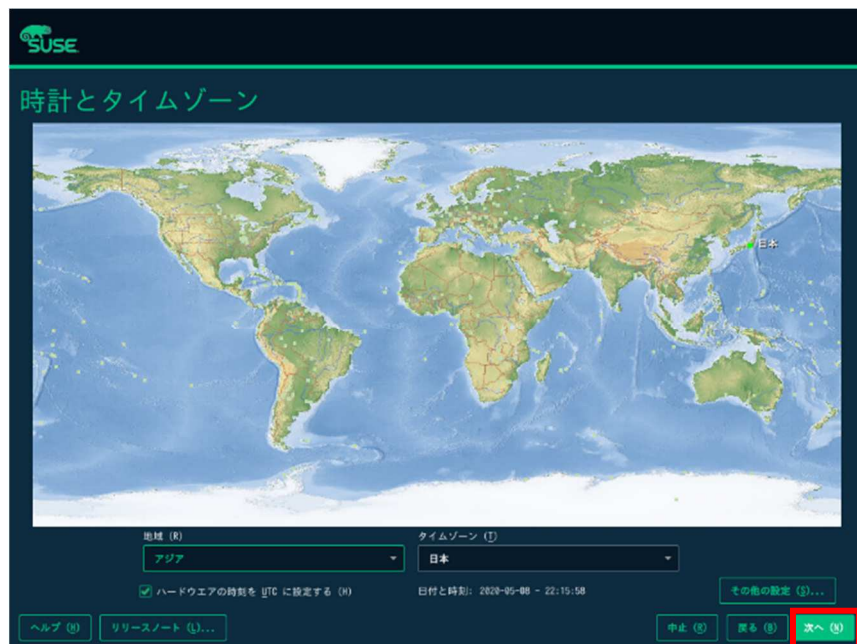 SUSE
時計とタイムゾーン
日本
地域 (R)
タイムゾーン (T)
アジア
日本
ハードウエアの時刻を UTC に設定する (H)
日付と時刻: 2020-05-08 - 22:15:58
その他の設定 (S)...
ヘルプ (H)
リリースノート (L)...
中止 (R)
戻る (B)
次へ (N)